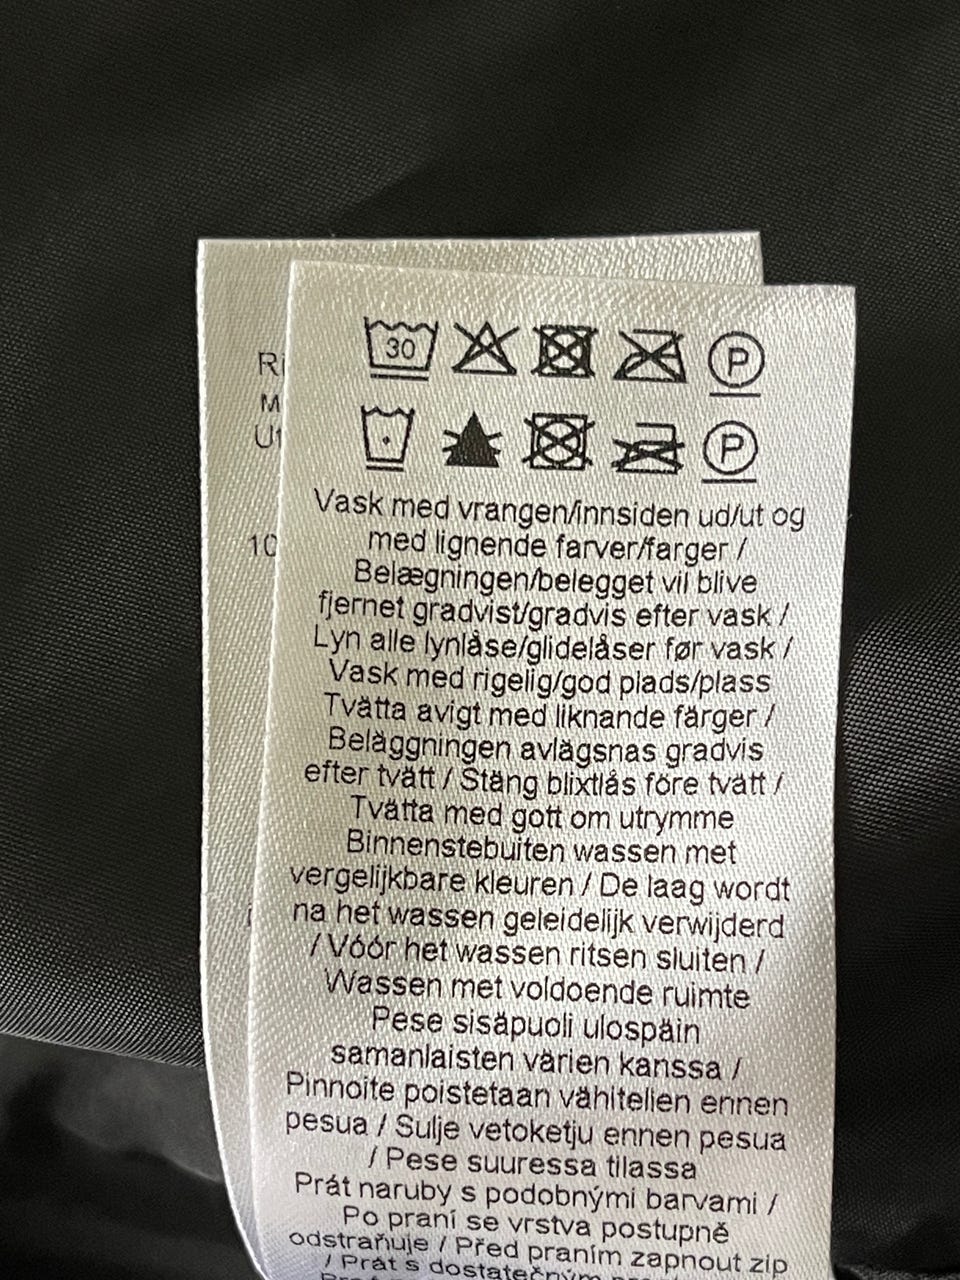 30
P
P
Ri
M
10
Vask med vrangen/innsiden ud/ut og
med lignende farver/farger /
Belægningen/belegget vil blive
fjernet gradvist/gradvis efter vask /
Lyn alle lynlåse/glidelåser før vask /
Vask med rigelig/god plads/plass
Tvätta avigt med liknande färger /
Beläggningen avlägsnas gradvis
efter tvätt / Stäng blixtlås före tvätt /
Tvätta med gott om utrymme
Binnenstebuiten wassen met
vergelijkbare kleuren / De laag wordt
na het wassen geleidelijk verwijderd
/ Vóór het wassen ritsen sluiten /
Wassen met voldoende ruimte
Pese sisäpuoli ulospäin
samanlaisten värien kanssa /
Pinnoite poistetaan vähitellen ennen
pesua / Sulje vetoketju ennen pesua
/ Pese suuressa tilassa
Prát naruby s podobnými barvami /
Po praní se vrstva postupně
odstraňuje / Před praním zapnout zip
/ Prát s dostatečným